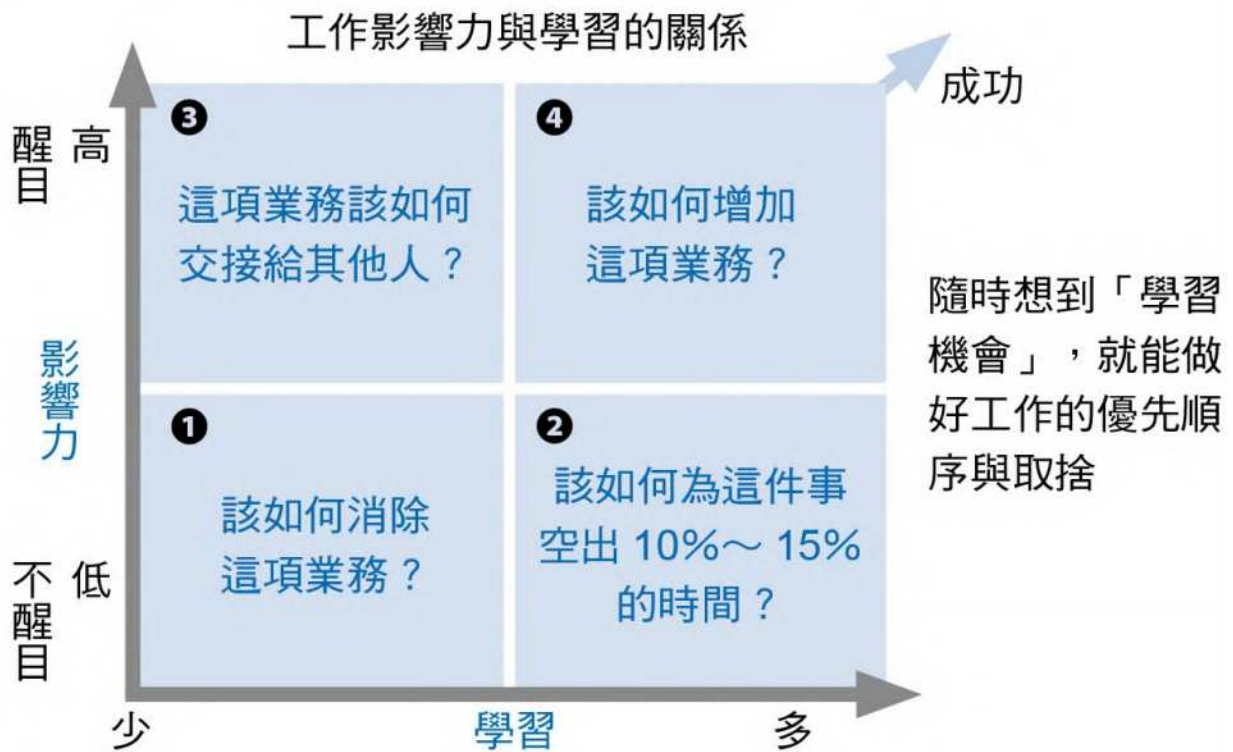 工作影響力與學習的關係
成功
高
醒目
❸
這項業務該如何
交接給其他人？
❹
該如何增加
這項業務？
影響力
❶
該如何消除
這項業務？
❷
該如何為這件事
空出 10%～ 15%
的時間？
低
不醒目
少
學習
多
隨時想到「學習
機會」，就能做
好工作的優先順
序與取捨